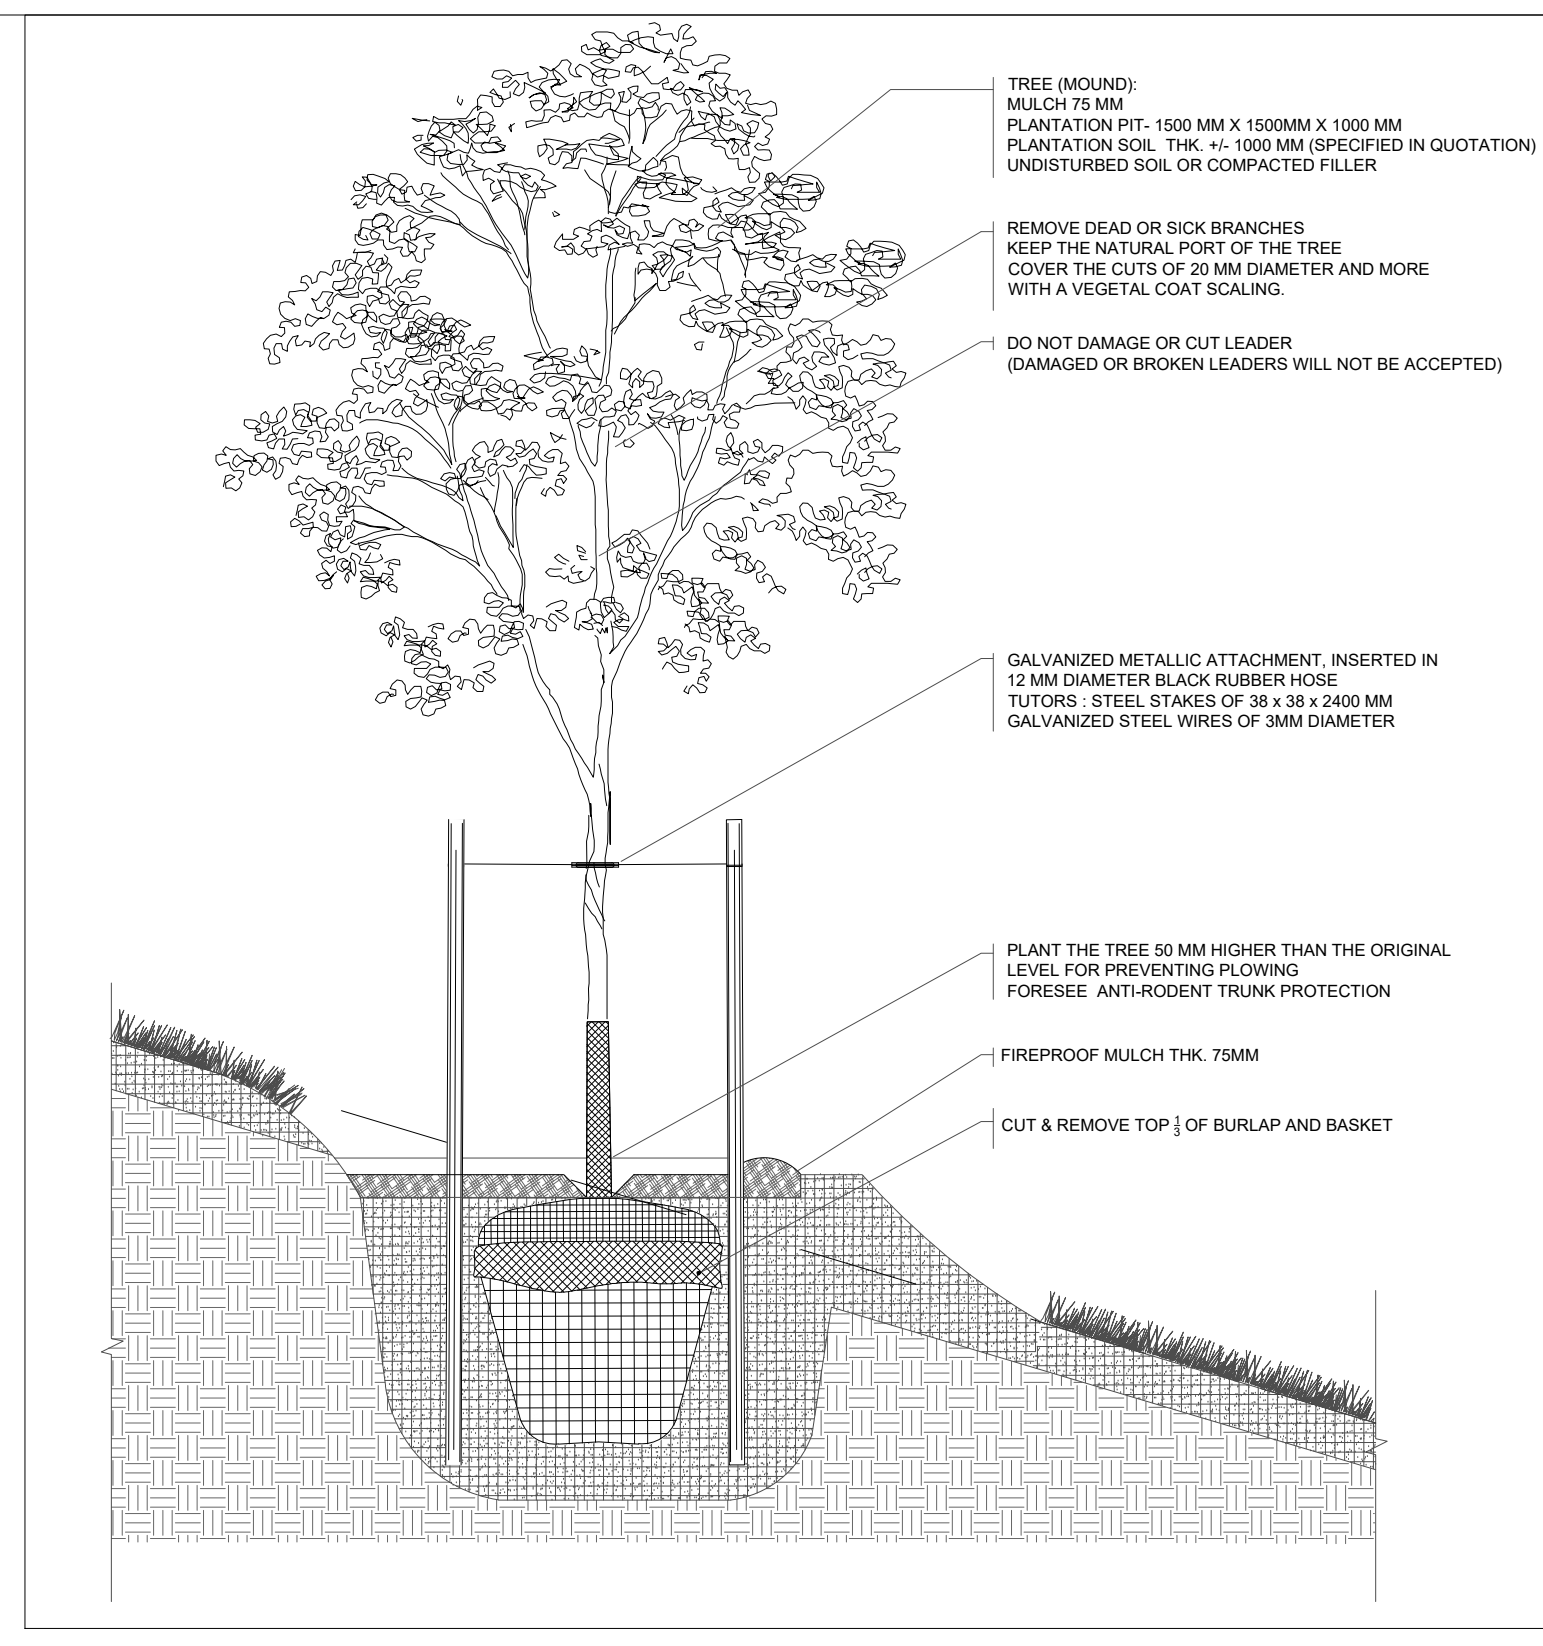 TREE (MOUND):
MULCH 75 MM
PLANTATION PIT- 1500 MM X 1500MM X 1000 MM
PLANTATION SOIL THK. +/- 1000 MM (SPECIFIED IN QUOTATION)
UNDISTURBED SOIL OR COMPACTED FILLER
REMOVE DEAD OR SICK BRANCHES
KEEP THE NATURAL PORT OF THE TREE
COVER THE CUTS OF 20 MM DIAMETER AND MORE
WITH A VEGETAL COAT SCALING.
DO NOT DAMAGE OR CUT LEADER
(DAMAGED OR BROKEN LEADERS WILL NOT BE ACCEPTED)
GALVANIZED METALLIC ATTACHMENT, INSERTED IN
12 MM DIAMETER BLACK RUBBER HOSE
TUTORS : STEEL STAKES OF 38 x 38 x 2400 MM
GALVANIZED STEEL WIRES OF 3MM DIAMETER
PLANT THE TREE 50 MM HIGHER THAN THE ORIGINAL
LEVEL FOR PREVENTING PLOWING
FORESEE ANTI-RODENT TRUNK PROTECTION
FIREPROOF MULCH THK. 75MM
CUT & REMOVE TOP 1/3 OF BURLAP AND BASKET